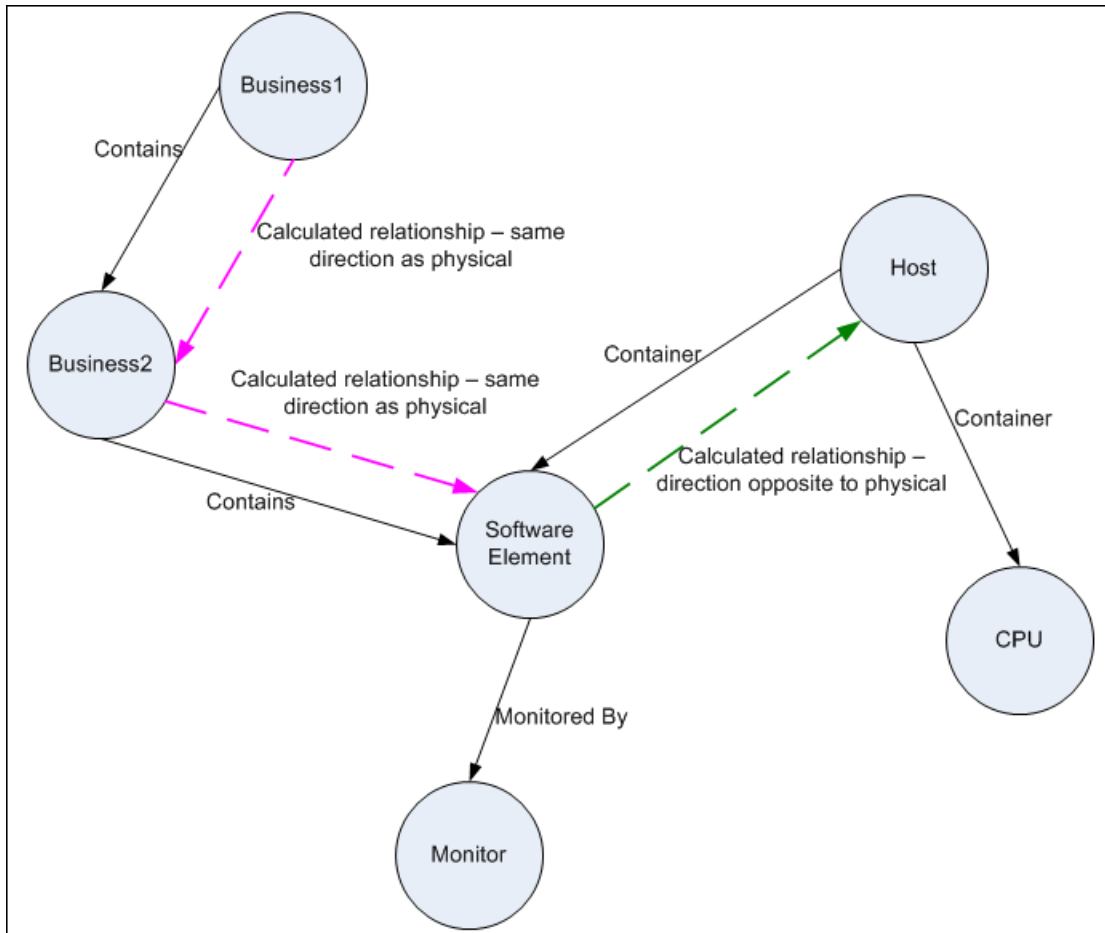 Business1
Contains
Calculated relationship – same
direction as physical
Host
Business2
Container
Calculated relationship – same
direction as physical
Container
Calculated relationship –
direction opposite to physical
Contains
Software
Element
CPU
Monitored By
Monitor